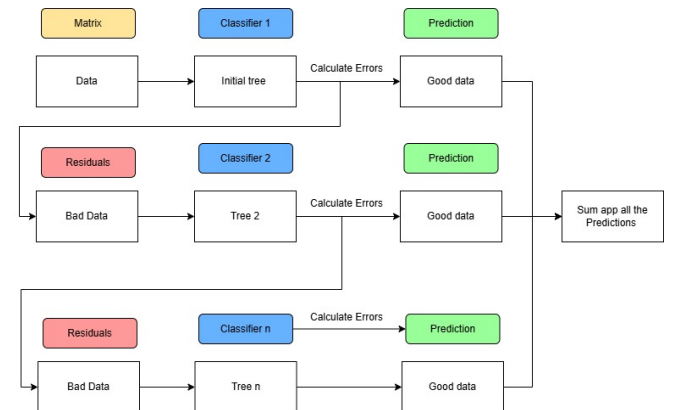 Matrix
Classifier 1
Prediction
Data
Initial tree
Calculate Errors
Good data
Residuals
Classifier 2
Prediction
Bad Data
Tree 2
Calculate Errors
Good data
Sum app all the
Predictions
Residuals
Classifier n
Calculate Errors
Prediction
Bad Data
Tree n
Good data